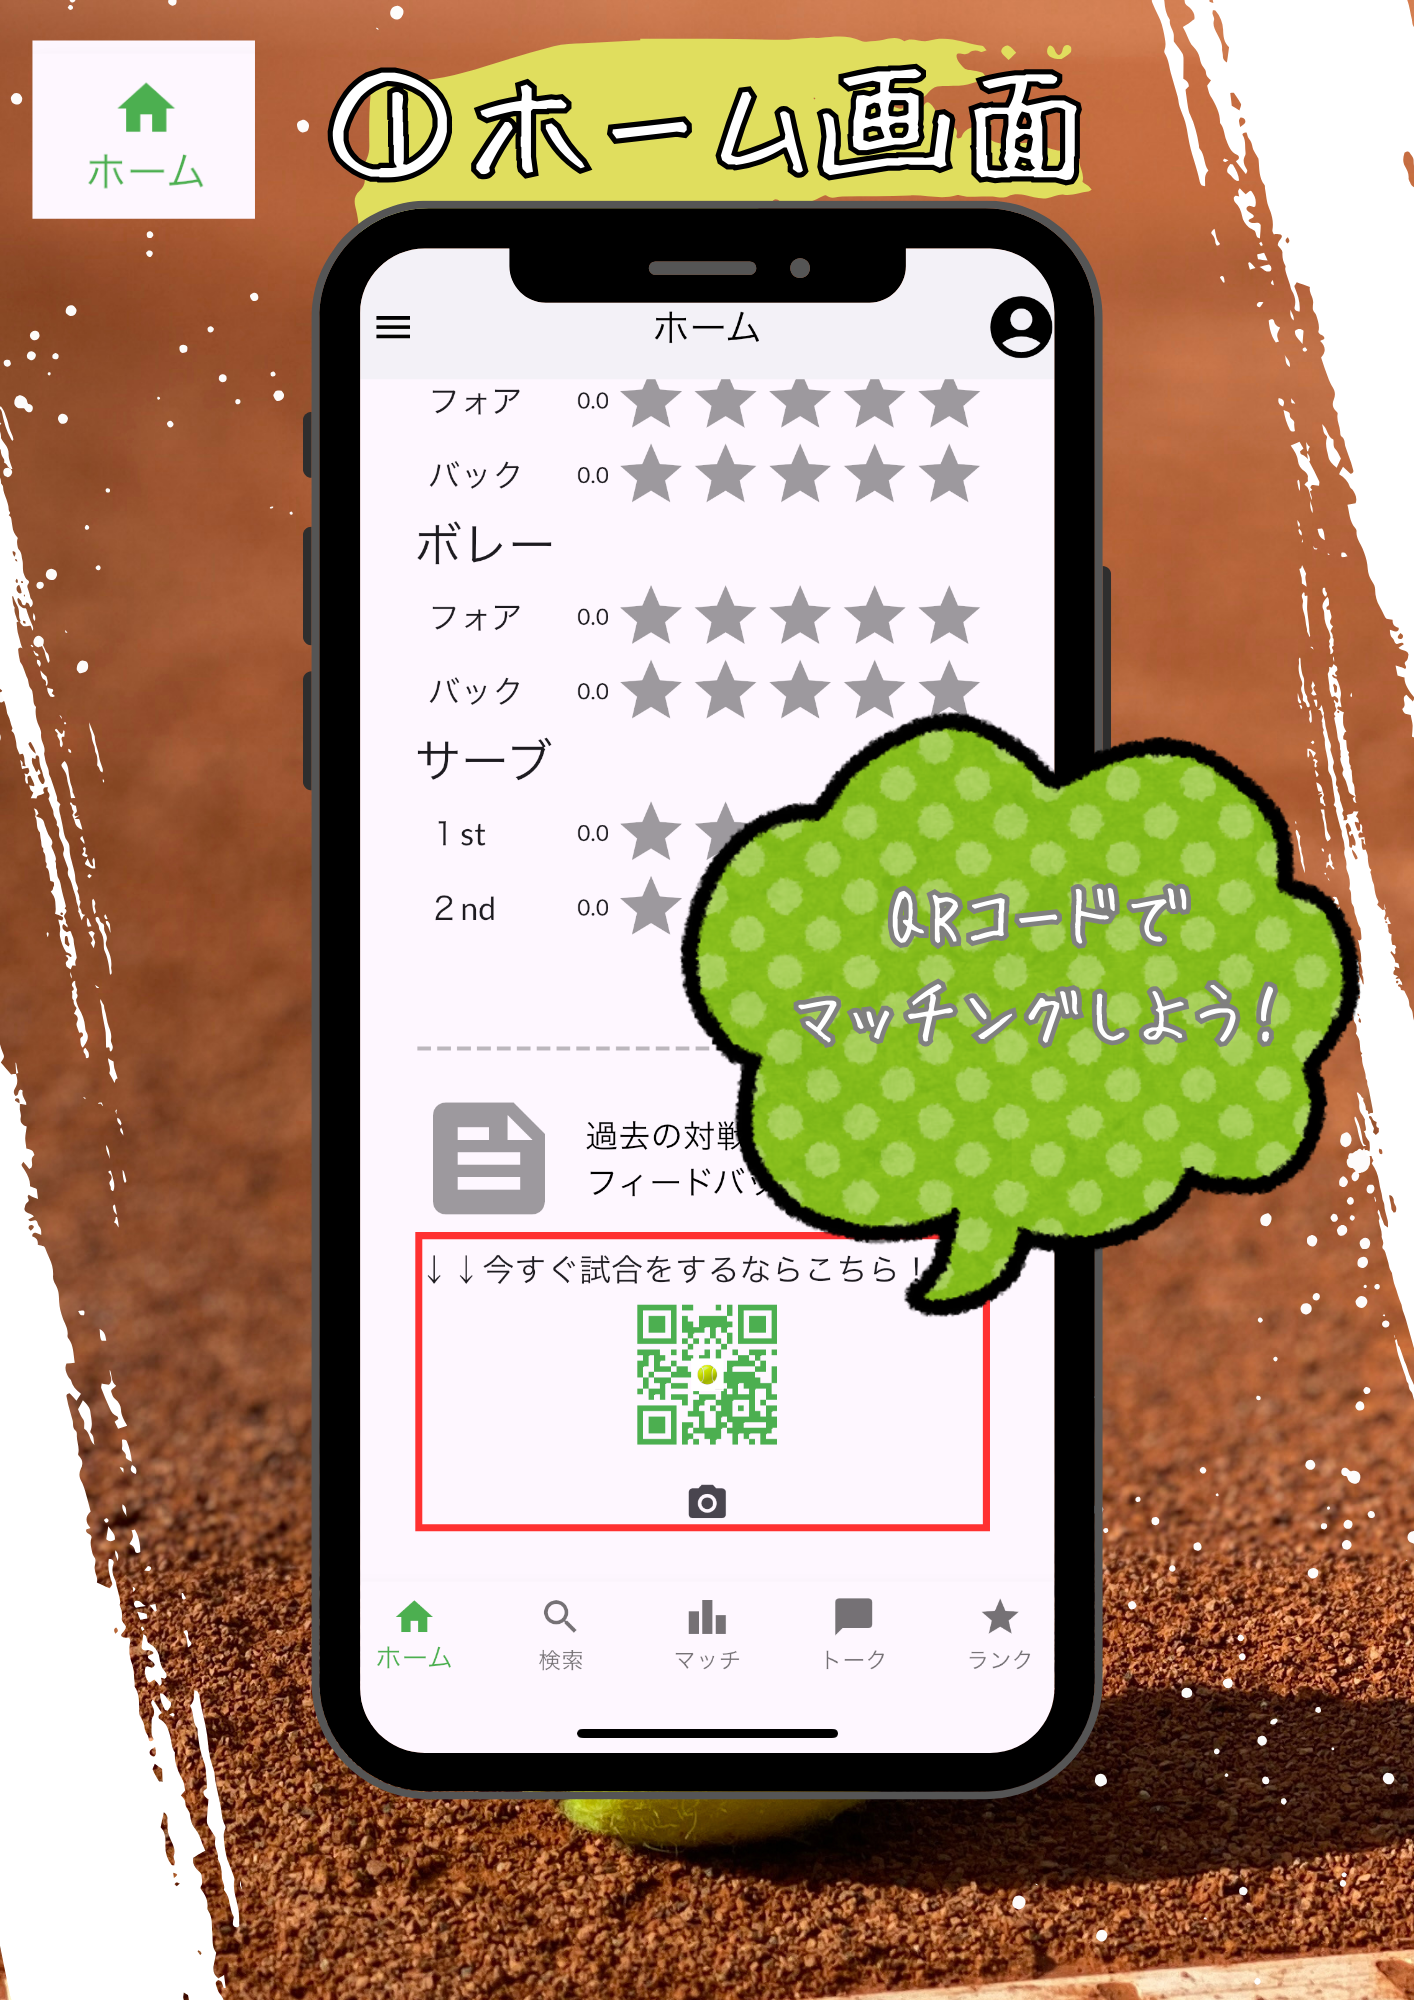 ホーム
①ホーム画面
ホーム
フォア 0.0
バック 0.0
ボレー
フォア 0.0
バック 0.0
サーブ
1st 0.0
2nd 0.0
QRコードで
マッチングしよう!
過去の対戦
フィードバッ
↓↓今すぐ試合をするならこちら!
ホーム 検索 マッチ トーク ランク